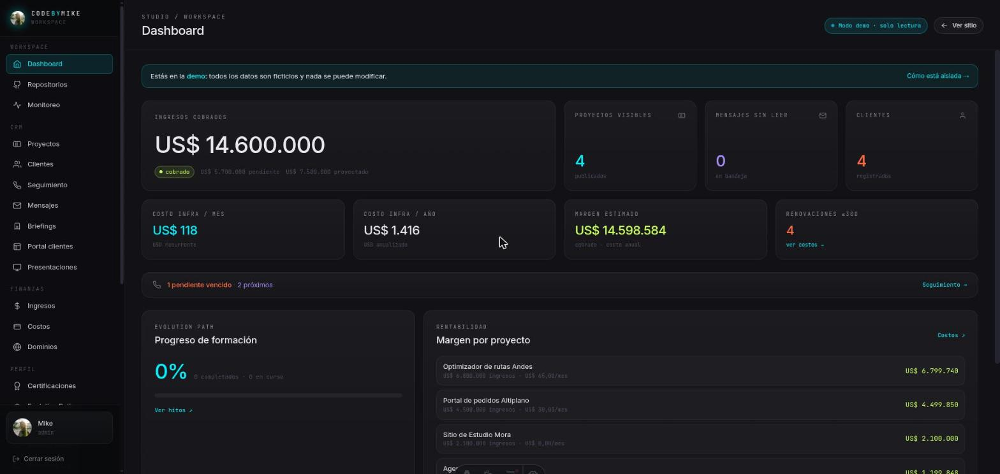 CODEBYMIKE
WORKSPACE
WORKSPACE
Dashboard
Repositorios
Monitoreo
CRM
Proyectos
Clientes
Seguimiento
Mensajes
Briefings
Portal clientes
Presentaciones
FINANZAS
Ingresos
Costos
Dominios
PERFIL
Certificaciones
Mike
admin
Cerrar sesión
STUDIO / WORKSPACE
Dashboard
Modo demo · solo lectura
← Ver sitio
Estás en la demo: todos los datos son ficticios y nada se puede modificar.
Cómo está aislada →
INGRESOS COBRADOS
US$ 14.600.000
cobrado US$ 5.700.000 pendiente US$ 7.500.000 proyectado
PROYECTOS VISIBLES
4
publicados
MENSAJES SIN LEER
0
en bandeja
CLIENTES
4
registrados
COSTO INFRA / MES
US$ 118
USD recurrente
COSTO INFRA / AÑO
US$ 1.416
USD anualizado
MARGEN ESTIMADO
US$ 14.598.584
cobrado − costo anual
RENOVACIONES ≤30D
4
ver costos →
1 pendiente vencido · 2 próximos
Seguimiento →
EVOLUTION PATH
Progreso de formación
0% 0 completados · 0 en curso
Ver hitos ↗
RENTABILIDAD
Margen por proyecto
Costos ↗
Optimizador de rutas Andes
US$ 6.800.000 ingresos · US$ 65,00/mes
US$ 6.799.740
Portal de pedidos Altiplano
US$ 4.500.000 ingresos · US$ 30,03/mes
US$ 4.499.850
Sitio de Estudio Mora
US$ 2.100.000 ingresos · US$ 0,00/mes
US$ 2.100.000
US$ 1.199.848